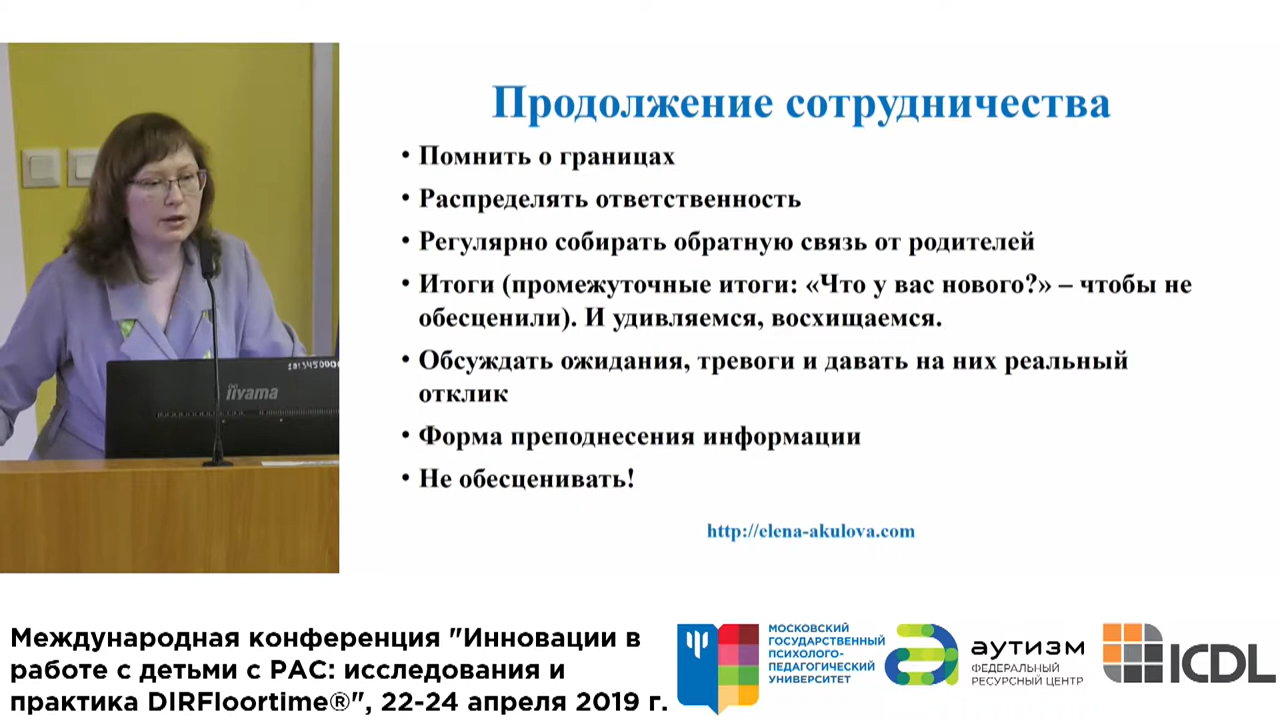 Продолжение сотрудничества
• Помнить о границах
• Распределять ответственность
• Регулярно собирать обратную связь от родителей
• Итоги (промежуточные итоги: «Что у вас нового?» – чтобы не
обесценили). И удивляемся, восхищаемся.
• Обсуждать ожидания, тревоги и давать на них реальный
отклик
• Форма преподнесения информации
• Не обесценивать!
http://elena-akulova.com
iiyama
Международная конференция "Инновации в
работе с детьми с РАС: исследования и
практика DIRFloortime®", 22-24 апреля 2019 г.
МОСКОВСКИЙ
ГОСУДАРСТВЕННЫЙ
ПСИХОЛОГО-
ПЕДАГОГИЧЕСКИЙ
УНИВЕРСИТЕТ
аутизм
ФЕДЕРАЛЬНЫЙ
РЕСУРСНЫЙ ЦЕНТР
ICDL